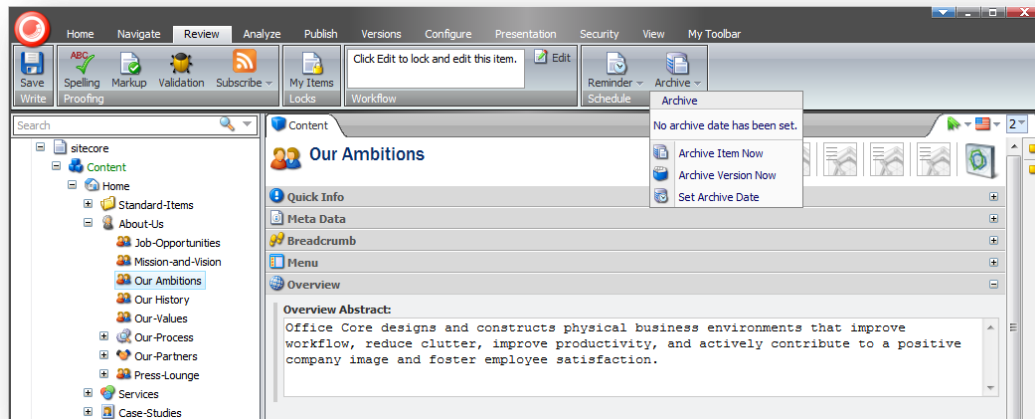 Home Navigate Review Analyze Publish Versions Configure Presentation Security View My Toolbar
ABC
Click Edit to lock and edit this item. Edit
Save Spelling Markup Validation Subscribe My Items Reminder Archive
Write Proofing Locks Workflow Schedule
Archive
No archive date has been set.
Archive Item Now
Archive Version Now
Set Archive Date
Search
sitecore
Content
Home
Standard-Items
About-Us
Job-Opportunities
Mission-and-Vision
Our Ambitions
Our History
Our-Values
Our-Process
Our-Partners
Press-Lounge
Services
Case-Studies
Content
2
Our Ambitions
Quick Info
Meta Data
Breadcrumb
Menu
Overview
Overview Abstract:
Office Core designs and constructs physical business environments that improve
workflow, reduce clutter, improve productivity, and actively contribute to a positive
company image and foster employee satisfaction.